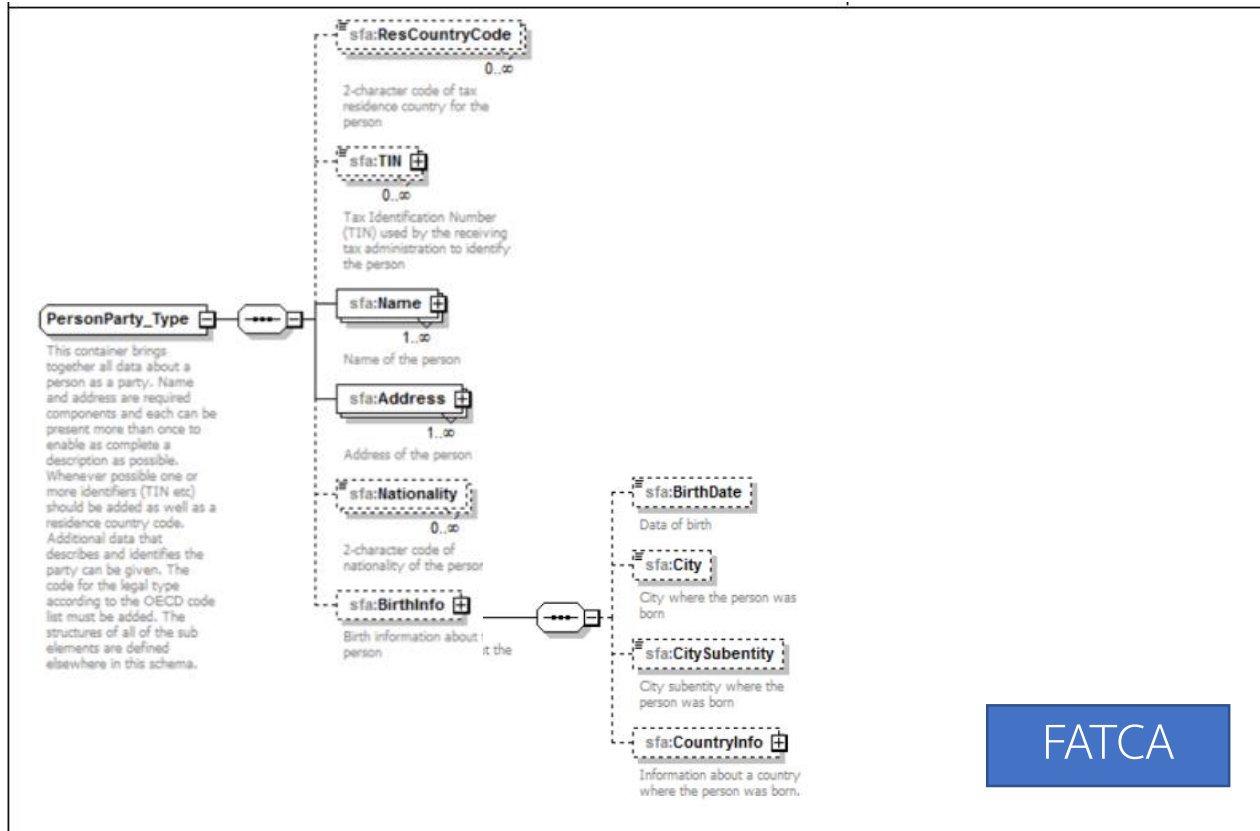 sfa:ResCountryCode
0..∞
2-character code of tax
residence country for the
person
sfa:TIN
0..∞
Tax Identification Number
(TIN) used by the receiving
tax administration to identify
the person
sfa:Name
1..∞
Name of the person
PersonParty_Type
This container brings
together all data about a
person as a party. Name
and address are required
components and each can be
present more than once to
enable as complete a
description as possible.
Whenever possible one or
more identifiers (TIN etc)
should be added as well as a
residence country code.
Additional data that
describes and identifies the
party can be given. The
code for the legal type
according to the OECD code
list must be added. The
structures of all of the sub
elements are defined
elsewhere in this schema.
sfa:Address
1..∞
Address of the person
sfa:Nationality
0..∞
2-character code of
nationality of the person
sfa:BirthInfo
Birth information about
person
t the
sfa:BirthDate
Data of birth
sfa:City
City where the person was
born
sfa:CitySubentity
City subentity where the
person was born
sfa:CountryInfo
Information about a country
where the person was born.
FATCA